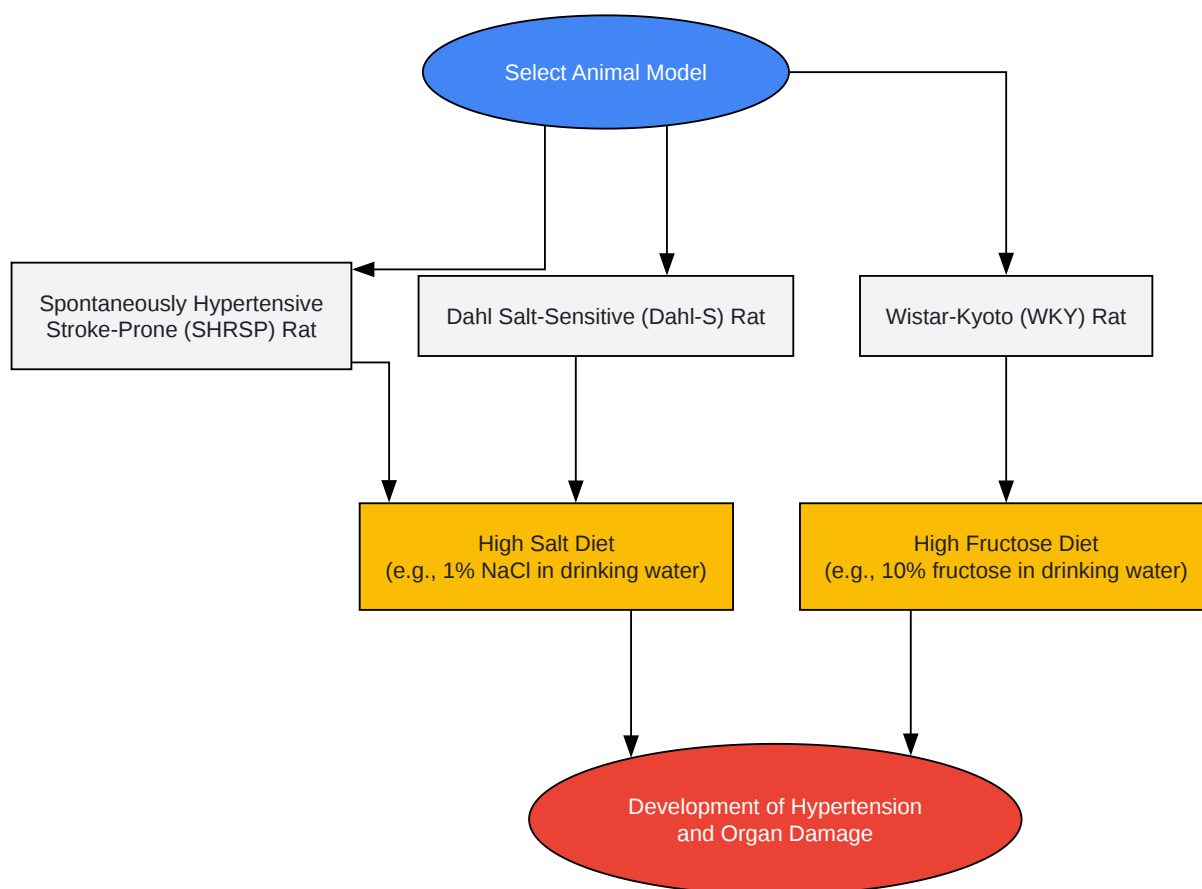 Select Animal Model
Spontaneously Hypertensive
Stroke-Prone (SHRSP) Rat
Dahl Salt-Sensitive (Dahl-S) Rat
Wistar-Kyoto (WKY) Rat
High Salt Diet
(e.g., 1% NaCl in drinking water)
High Fructose Diet
(e.g., 10% fructose in drinking water)
Development of Hypertension
and Organ Damage